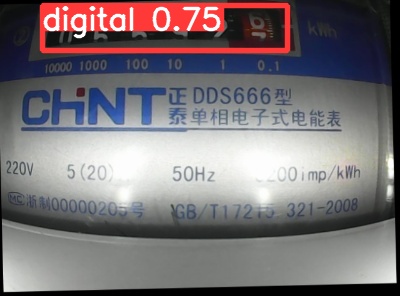 digital 0.75
kWh
10000 1000 100 10 1 0.1
CHNT 正泰 DDS666型
单相电子式电能表
220V 5(20) 50Hz 200imp/kWh
MC 浙制00000205号 GB/T17215.321-2008